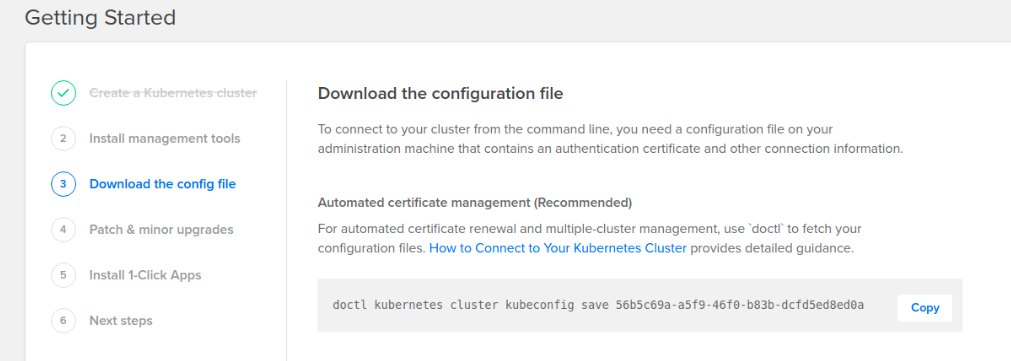 Getting Started
Create a Kubernetes cluster
2 Install management tools
3 Download the config file
4 Patch & minor upgrades
5 Install 1-Click Apps
6 Next steps
Download the configuration file
To connect to your cluster from the command line, you need a configuration file on your
administration machine that contains an authentication certificate and other connection information.
Automated certificate management (Recommended)
For automated certificate renewal and multiple-cluster management, use `doctl` to fetch your
configuration files. How to Connect to Your Kubernetes Cluster provides detailed guidance.
doctl kubernetes cluster kubeconfig save 56b5c69a-a5f9-46f0-b83b-dcfd5ed8ed0a
Copy